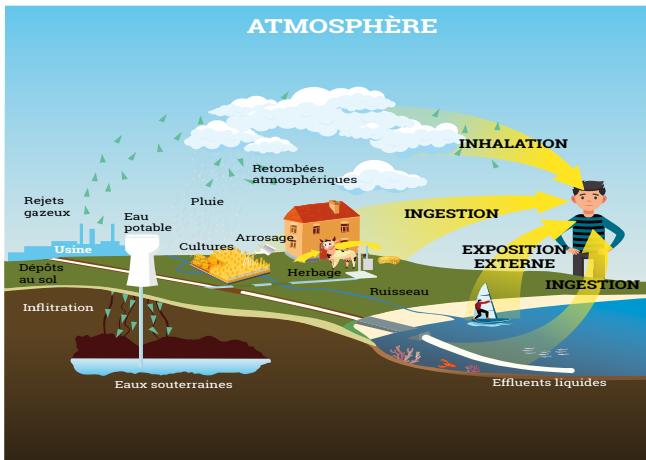 ATMOSPHÈRE
INHALATION
Retombées
atmosphériques
Rejets
gazeux
Pluie
Eau
potable
INGESTION
Arrosage
Cultures
Usine
EXPOSITION
EXTERNE
Dépôts
au sol
Herbage
INGESTION
Ruisseau
Inflitration
Eaux souterraines
Effluents liquides